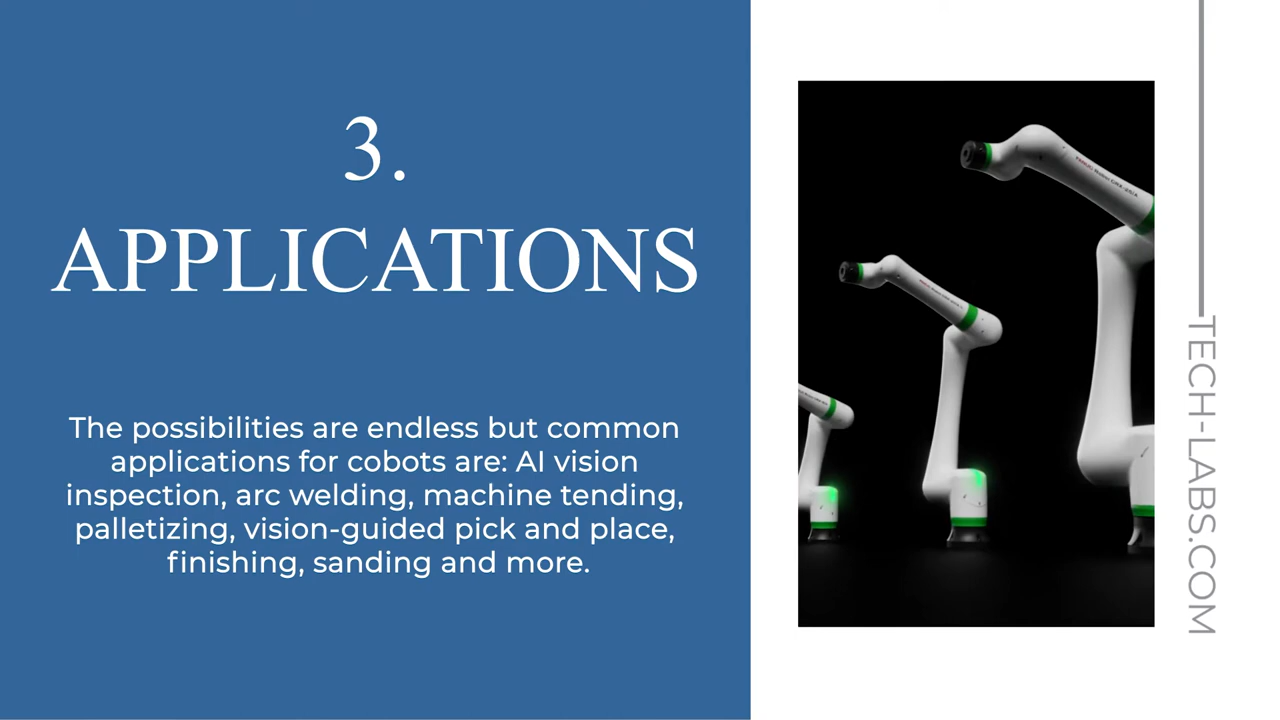 3.
APPLICATIONS
The possibilities are endless but common
applications for cobots are: AI vision
inspection, arc welding, machine tending,
palletizing, vision-guided pick and place,
finishing, sanding and more.
TECH-LABS.COM